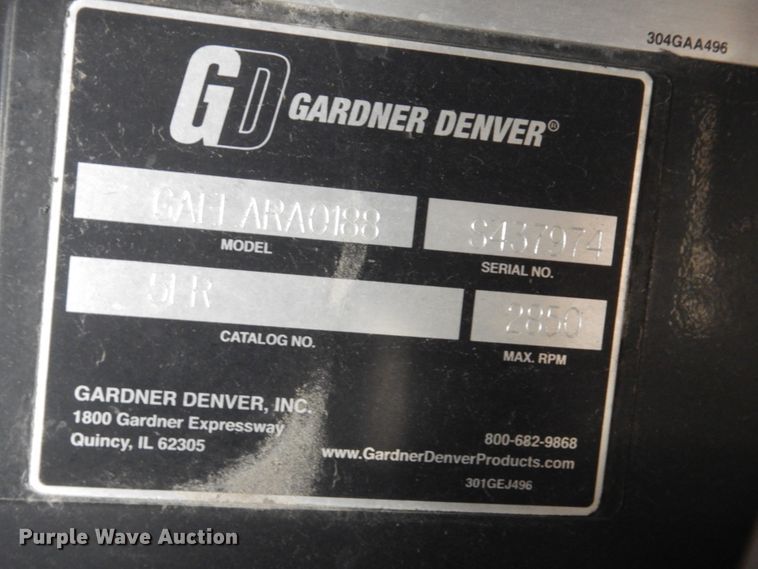 304GAA496
GD GARDNER DENVER®
S437974
MODEL
SERIAL NO.
2850
CATALOG NO.
MAX. RPM
GARDNER DENVER, INC.
1800 Gardner Expressway
Quincy, IL 62305
800-682-9868
www.GardnerDenverProducts.com
301GEJ496
Purple Wave Auction